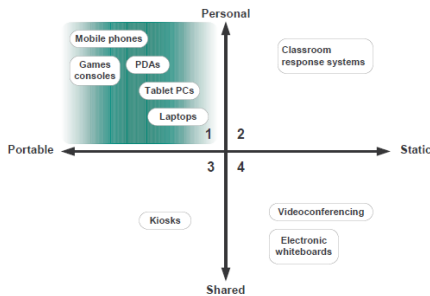 Personal
Mobile phones
Games
consoles
PDAs
Tablet PCs
Laptops
Classroom
response systems
1 2
Portable
Static
3 4
Kiosks
Videoconferencing
Electronic
whiteboards
Shared